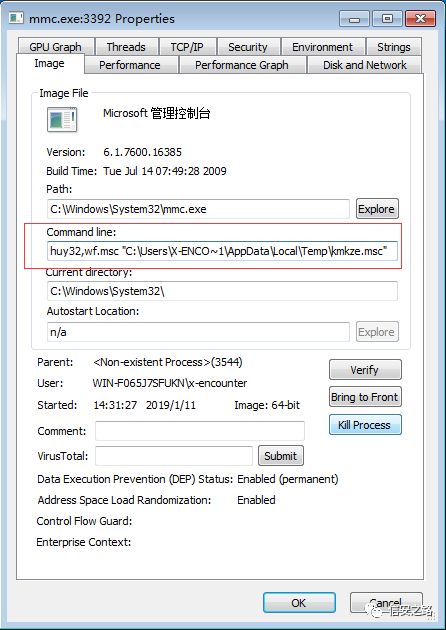 mmc.exe:3392 Properties
GPU Graph Threads TCP/IP Security Environment Strings
Image Performance Performance Graph Disk and Network
Image File
Microsoft 管理控制台
Version: 6.1.7600.16385
Build Time: Tue Jul 14 07:49:28 2009
Path:
C:\Windows\System32\mmc.exe Explore
Command line:
huy32,wf.msc "C:\Users\X-ENCO~1\AppData\Local\Temp\kmkze.msc"
Current directory:
C:\Windows\System32\
Autostart Location:
n/a Explore
Parent: <Non-existent Process>(3544) Verify
User: WIN-F065J7SFUKN\x-encounter
Bring to Front
Started: 14:31:27 2019/1/11 Image: 64-bit
Comment: Kill Process
VirusTotal: Submit
Data Execution Prevention (DEP) Status: Enabled (permanent)
Address Space Load Randomization: Enabled
Control Flow Guard:
Enterprise Context:
OK Cancel
信安之路